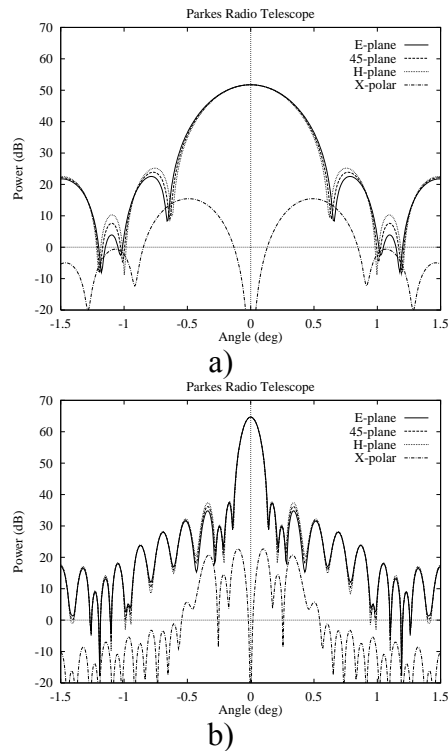 Parkes Radio Telescope
E-plane
45-plane
H-plane
X-polar
Power (dB)
70
60
50
40
30
20
10
0
-10
-20
-1.5 -1 -0.5 0 0.5 1 1.5
Angle (deg)
a)
Parkes Radio Telescope
E-plane
45-plane
H-plane
X-polar
Power (dB)
70
60
50
40
30
20
10
0
-10
-20
-1.5 -1 -0.5 0 0.5 1 1.5
Angle (deg)
b)